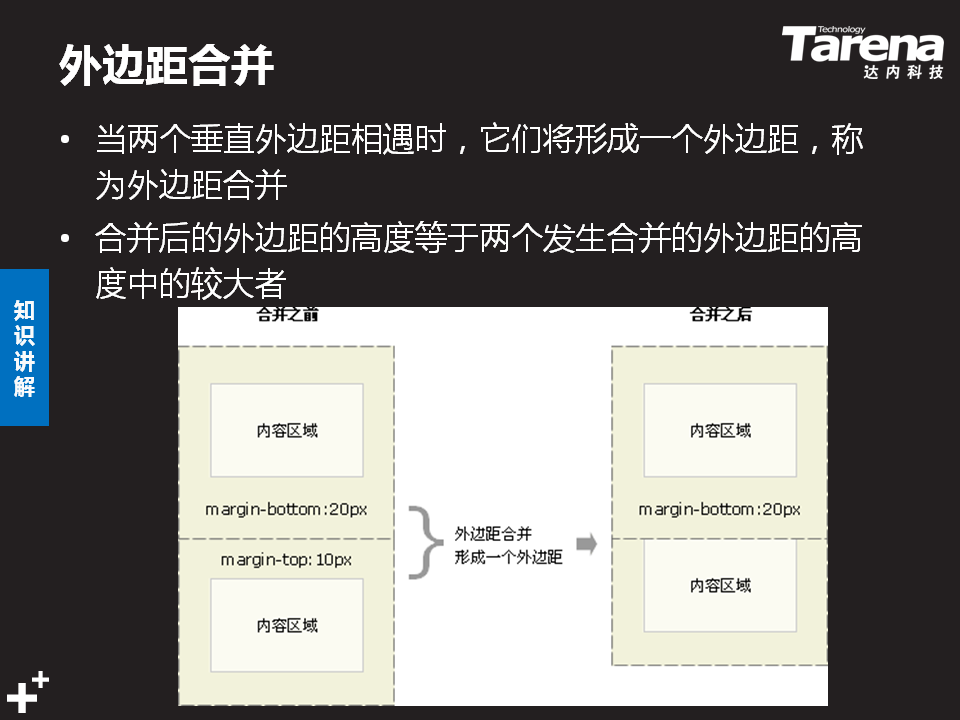 外边距合并
Technology
Tarena
达内科技
• 当两个垂直外边距相遇时，它们将形成一个外边距，称
为外边距合并
• 合并后的外边距的高度等于两个发生合并的外边距的高
度中的较大者
知
识
讲
解
合并之前
内容区域
margin-bottom:20px
margin-top:10px
内容区域
外边距合并
形成一个外边距
合并之后
内容区域
margin-bottom:20px
内容区域